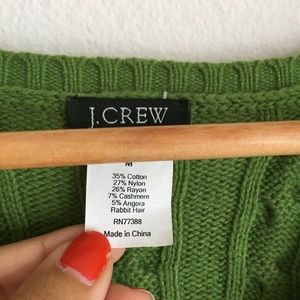 J.CREW
M
35% Cotton
27% Nylon
26% Rayon
7% Cashmere
5% Angora
Rabbit Hair
RN77388
Made in China